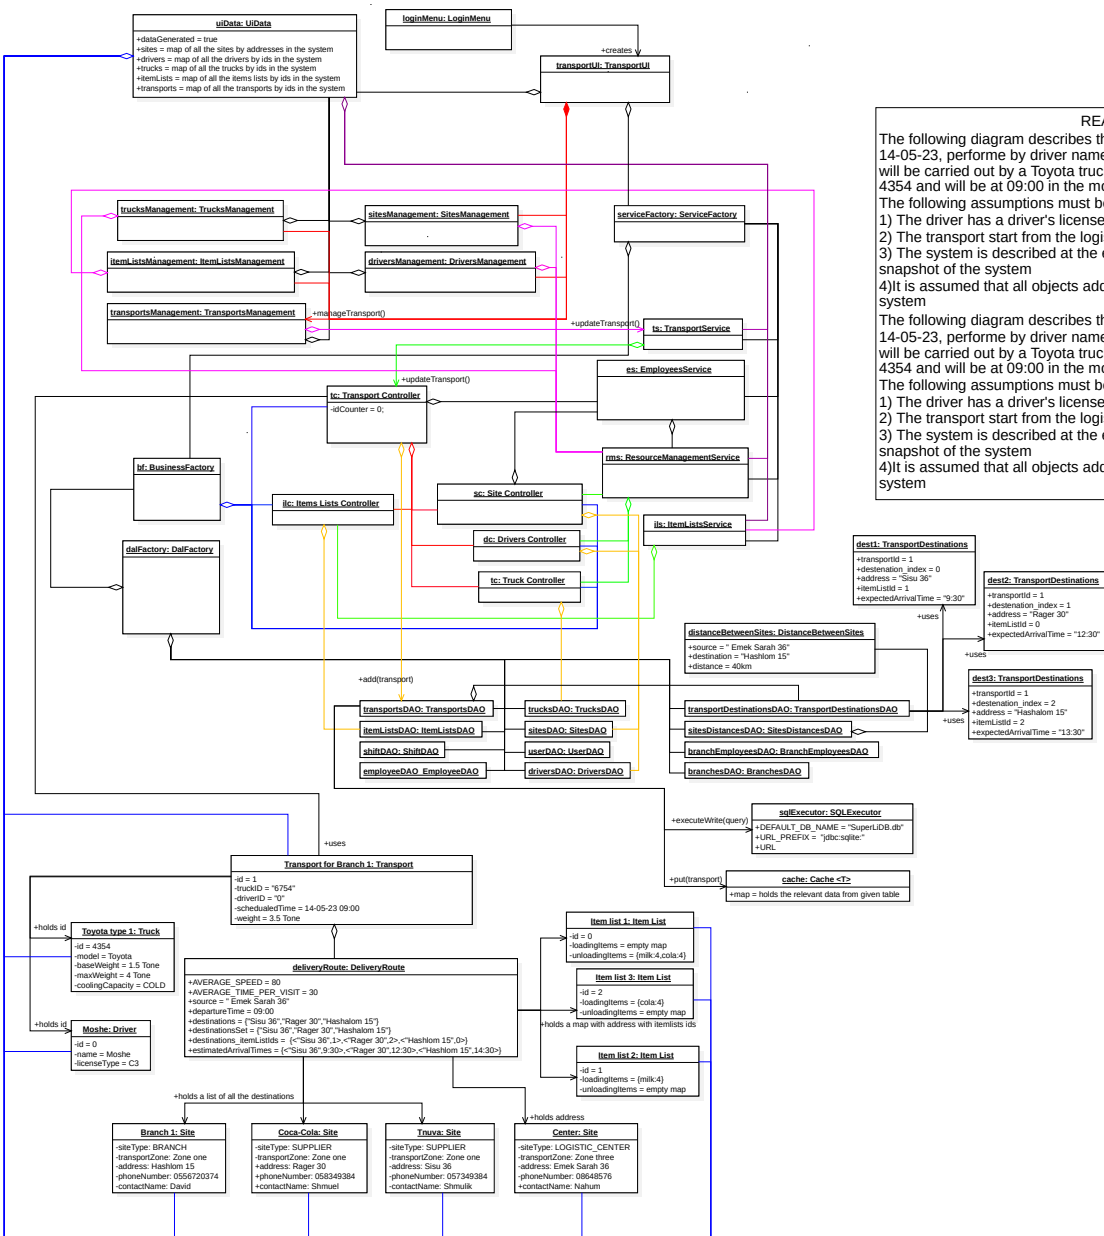 uiData: UiData
+dataGenerated = true
+sites = map of all the sites by addresses in the system
+drivers = map of all the drivers by ids in the system
+trucks = map of all the trucks by ids in the system
+itemLists = map of all the items lists by ids in the system
+transports = map of all the transports by ids in the system
loginMenu: LoginMenu
+creates
transportUI: TransportUI
REA
The following diagram describes th
14-05-23, performe by driver name
will be carried out by a Toyota truc
4354 and will be at 09:00 in the mo
The following assumptions must be
1) The driver has a driver's license
2) The transport start from the logis
3) The system is described at the e
snapshot of the system
4)It is assumed that all objects add
system
The following diagram describes th
14-05-23, performe by driver name
will be carried out by a Toyota truc
4354 and will be at 09:00 in the mo
The following assumptions must be
1) The driver has a driver's license
2) The transport start from the logis
3) The system is described at the e
snapshot of the system
4)It is assumed that all objects add
system
trucksManagement: TrucksManagement
sitesManagement: SitesManagement
serviceFactory: ServiceFactory
itemListsManagement: ItemListsManagement
driversManagement: DriversManagement
transportsManagement: TransportsManagement
+manageTransport()
+updateTransport()
ts: TransportService
es: EmployeesService
+updateTransport()
tc: Transport Controller
-idCounter = 0;
bf: BusinessFactory
rms: ResourceManagementService
ilc: Items Lists Controller
sc: Site Controller
ils: ItemListsService
dc: Drivers Controller
tc: Truck Controller
dalFactory: DalFactory
dest1: TransportDestinations
+transportId = 1
+destenation_index = 0
+address = "Sisu 36"
+itemListId = 1
+expectedArrivalTime = "9:30"
+uses
dest2: TransportDestinations
+transportId = 1
+destenation_index = 1
+address = "Rager 30"
+itemListId = 0
+expectedArrivalTime = "12:30"
+uses
distanceBetweenSites: DistanceBetweenSites
+source = " Emek Sarah 36"
+destination = "Hashlom 15"
+distance = 40km
dest3: TransportDestinations
+transportId = 1
+destenation_index = 2
+address = "Hashalom 15"
+itemListId = 2
+expectedArrivalTime = "13:30"
+uses
+add(transport)
transportsDAO: TransportsDAO
trucksDAO: TrucksDAO
transportDestinationsDAO: TransportDestinationsDAO
itemListsDAO: ItemListsDAO
sitesDAO: SitesDAO
sitesDistancesDAO: SitesDistancesDAO
shiftDAO: ShiftDAO
userDAO: UserDAO
branchEmployeesDAO: BranchEmployeesDAO
employeeDAO EmployeeDAO
driversDAO: DriversDAO
branchesDAO: BranchesDAO
+executeWrite(query)
sqlExecutor: SQLExecutor
+DEFAULT_DB_NAME = "SuperLiDB.db"
+URL_PREFIX = "jdbc:sqlite:"
+URL
+put(transport)
cache: Cache <T>
+map = holds the relevant data from given table
+uses
Transport for Branch 1: Transport
-id = 1
-truckID = "6754"
-driverID = "0"
-schedualedTime = 14-05-23 09:00
-weight = 3.5 Tone
+holds id
Toyota type 1: Truck
-id = 4354
-model = Toyota
-baseWeight = 1.5 Tone
-maxWeight = 4 Tone
-coolingCapacity = COLD
+holds id
Moshe: Driver
-id = 0
-name = Moshe
-licenseType = C3
deliveryRoute: DeliveryRoute
+AVERAGE_SPEED = 80
+AVERAGE_TIME_PER_VISIT = 30
+source = " Emek Sarah 36"
+departureTime = 09:00
+destinations = {"Sisu 36","Rager 30","Hashalom 15"}
+destinationsSet = {"Sisu 36","Rager 30","Hashlom 15"}
+destinations_itemListIds = {<"Sisu 36",1>,<"Rager 30",2>,<"Hashlom 15",0>}
+estimatedArrivalTimes = {<"Sisu 36",9:30>,<"Rager 30",12:30>,<"Hashlom 15",14:30>}
Item list 1: Item List
-id = 0
-loadingItems = empty map
-unloadingItems = {milk:4,cola:4}
Item list 3: Item List
-id = 2
-loadingItems = {cola:4}
-unloadingItems = empty map
+holds a map with address with itemlists ids
Item list 2: Item List
-id = 1
-loadingItems = {milk:4}
-unloadingItems = empty map
+holds a list of all the destinations
+holds address
Branch 1: Site
-siteType: BRANCH
-transportZone: Zone one
-address: Hashlom 15
-phoneNumber: 0556720374
-contactName: David
Coca-Cola: Site
-siteType: SUPPLIER
-transportZone: Zone one
+address: Rager 30
+phoneNumber: 058349384
+contactName: Shmuel
Tnuva: Site
-siteType: SUPPLIER
-transportZone: Zone one
-address: Sisu 36
-phoneNumber: 057349384
-contactName: Shmulik
Center: Site
-siteType: LOGISTIC_CENTER
-transportZone: Zone three
-address: Emek Sarah 36
-phoneNumber: 08648576
+contactName: Nahum